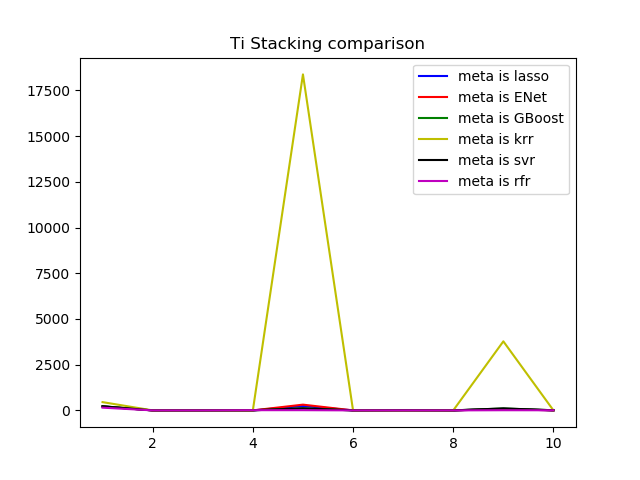 Ti Stacking comparison
17500
15000
12500
10000
7500
5000
2500
0
2 4 6 8 10
meta is lasso
meta is ENet
meta is GBoost
meta is krr
meta is svr
meta is rfr